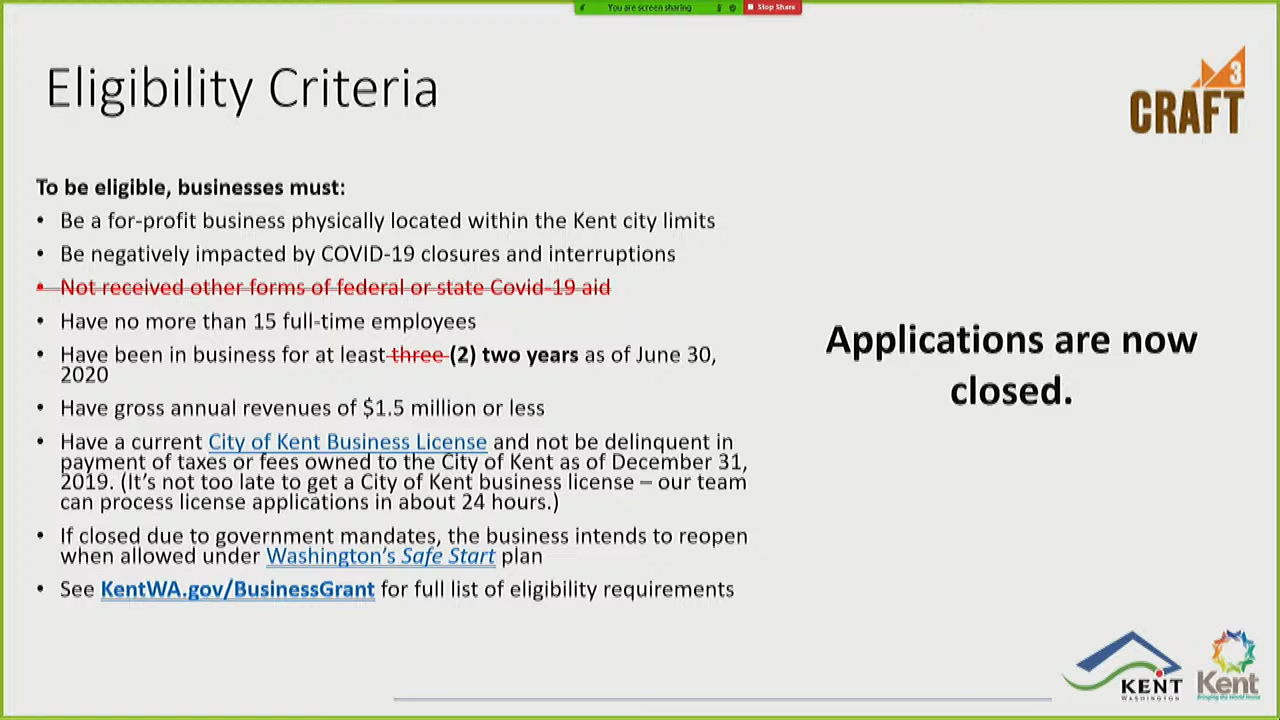 You are screen sharing
Stop Share
Eligibility Criteria
3
CRAFT
To be eligible, businesses must:
• Be a for-profit business physically located within the Kent city limits
• Be negatively impacted by COVID-19 closures and interruptions
• Not received other forms of federal or state Covid-19 aid
• Have no more than 15 full-time employees
• Have been in business for at least three (2) two years as of June 30,
2020
• Have gross annual revenues of $1.5 million or less
• Have a current City of Kent Business License and not be delinquent in
payment of taxes or fees owned to the City of Kent as of December 31,
2019. (It's not too late to get a City of Kent business license – our team
can process license applications in about 24 hours.)
• If closed due to government mandates, the business intends to reopen
when allowed under Washington's Safe Start plan
• See KentWA.gov/BusinessGrant for full list of eligibility requirements
Applications are now
closed.
KENT
WASHINGTON
Kent
Bringing the World Home